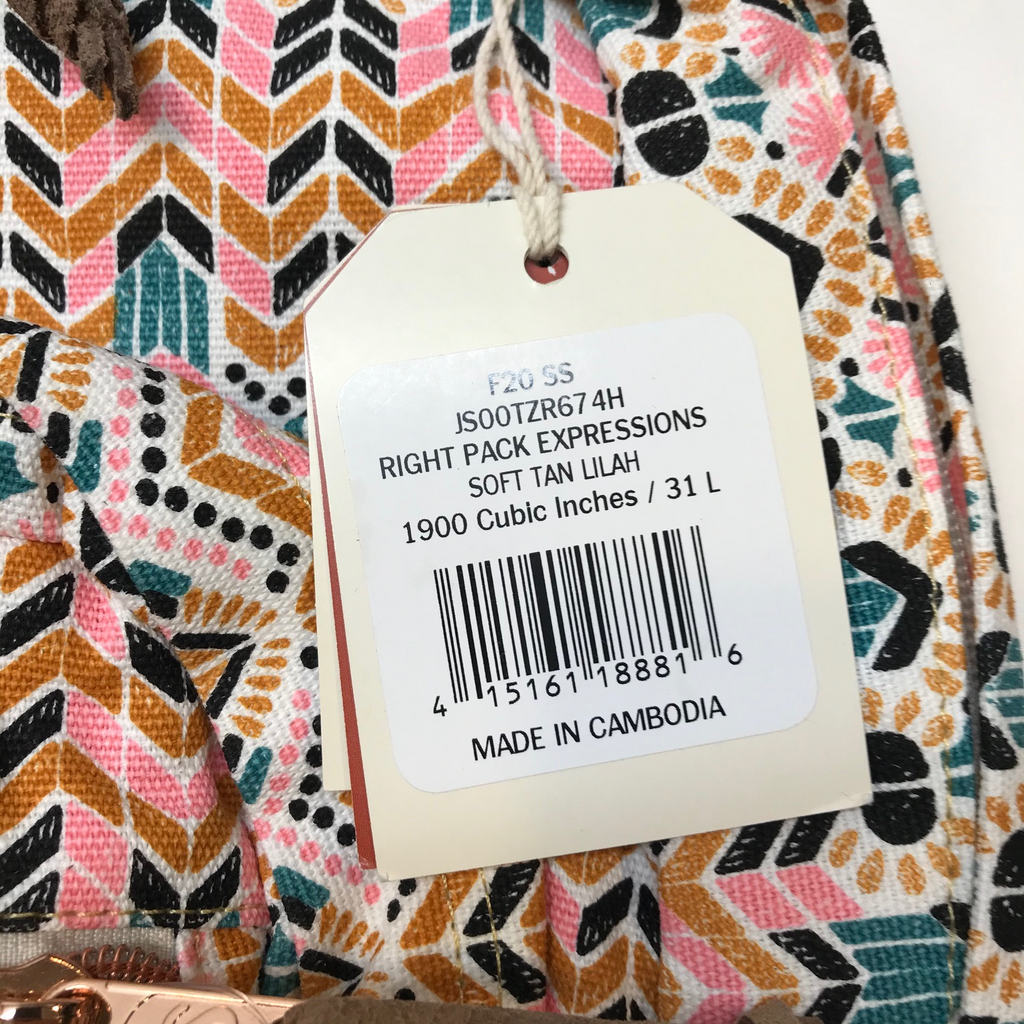 F20 SS
JS00TZR674H
RIGHT PACK EXPRESSIONS
SOFT TAN LILAH
1900 Cubic Inches / 31 L
4 15161 18881 6
MADE IN CAMBODIA